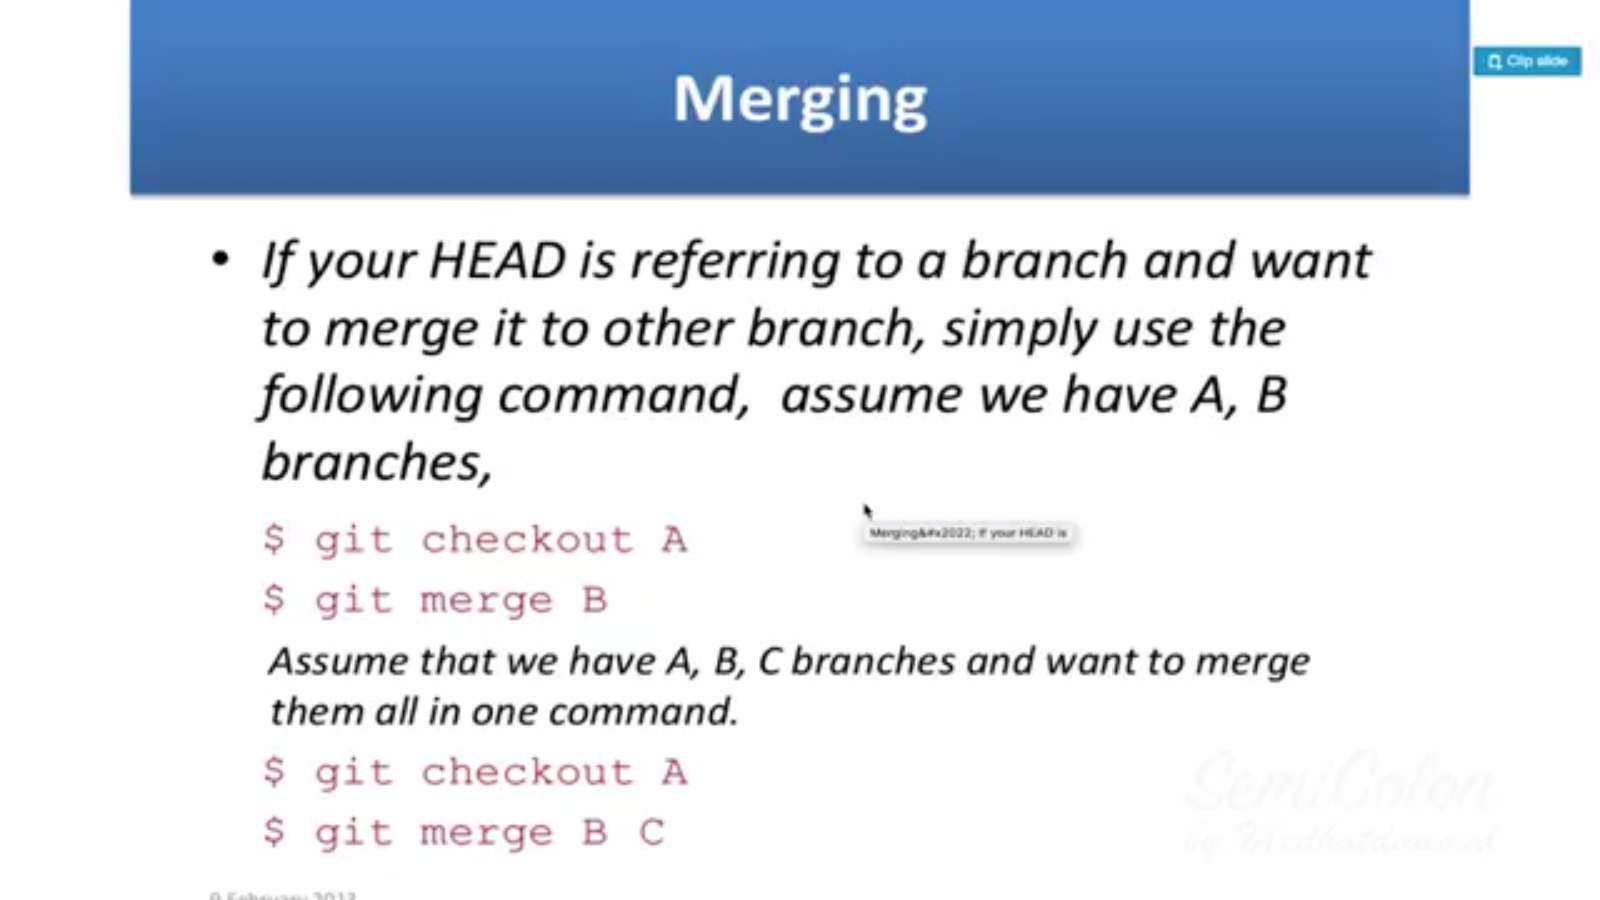 Merging
Clip slide
• If your HEAD is referring to a branch and want
to merge it to other branch, simply use the
following command, assume we have A, B
branches,
$ git checkout A
Merging&#x2022; If your HEAD is
$ git merge B
Assume that we have A, B, C branches and want to merge
them all in one command.
$ git checkout A
$ git merge B C
SemiColon
by
9 February 2013